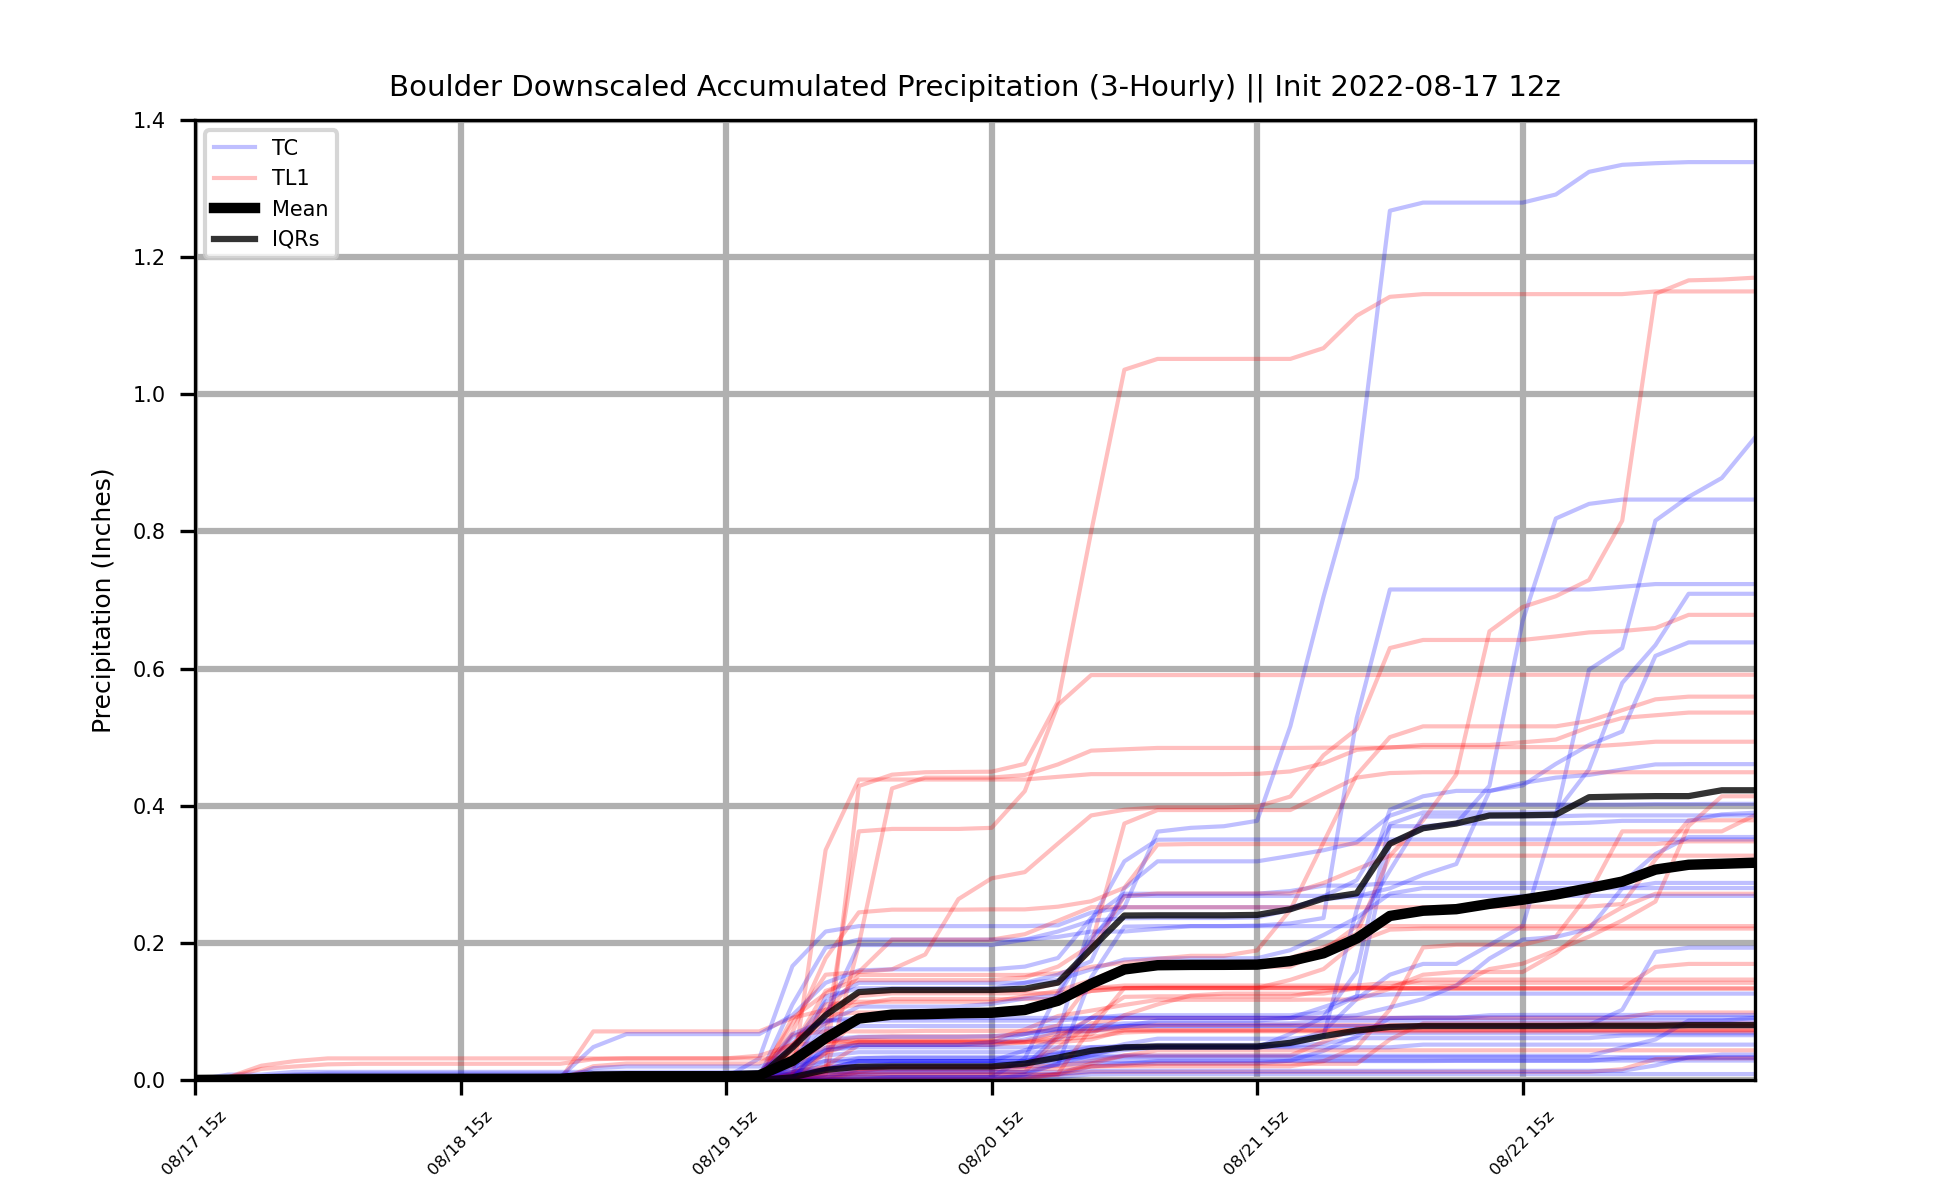 Boulder Downscaled Accumulated Precipitation (3-Hourly) || Init 2022-08-17 12z
TC
TL1
Mean
IQRs
Precipitation (Inches)
1.4
1.2
1.0
0.8
0.6
0.4
0.2
0.0
08/17 15z
08/18 15z
08/19 15z
08/20 15z
08/21 15z
08/22 15z